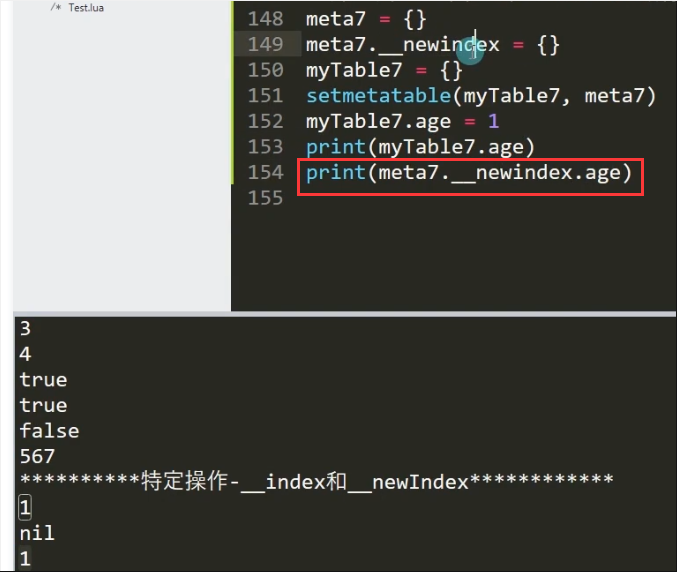 /* Test.lua
148 meta7 = {}
149 meta7.__newindex = {}
150 myTable7 = {}
151 setmetatable(myTable7, meta7)
152 myTable7.age = 1
153 print(myTable7.age)
154 print(meta7.__newindex.age)
155
3
4
true
true
false
567
**********特定操作-__index和__newIndex************
1
nil
1